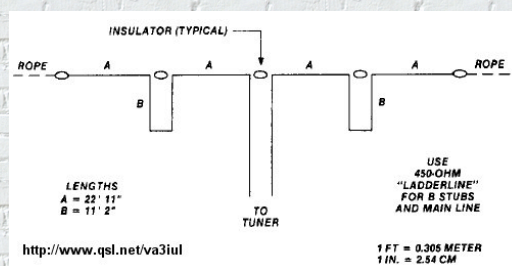 INSULATOR (TYPICAL)
ROPE A A A A ROPE
B B
LENGTHS
A = 22' 11"
B = 11' 2"
TO
TUNER
USE
450-OHM
"LADDERLINE"
FOR B STUBS
AND MAIN LINE
http://www.qsl.net/va3iul
1 FT = 0.305 METER
1 IN. = 2.54 CM